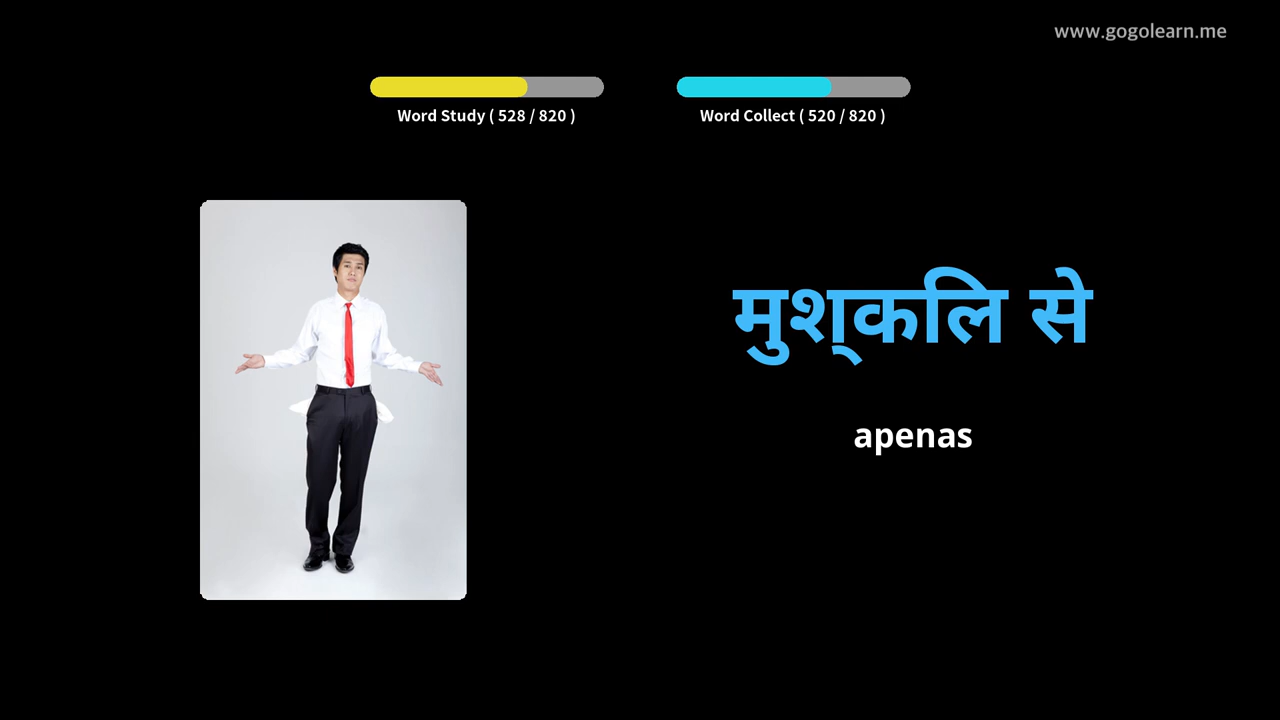 www.gogolearn.me
Word Study ( 528 / 820 )
Word Collect ( 520 / 820 )
मुश्किल से
apenas